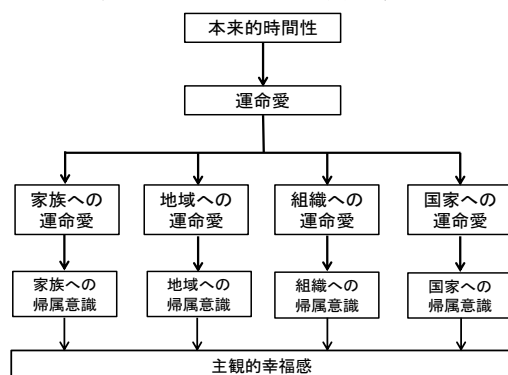 本来的時間性
運命愛
家族への
運命愛
地域への
運命愛
組織への
運命愛
国家への
運命愛
家族への
帰属意識
地域への
帰属意識
組織への
帰属意識
国家への
帰属意識
主観的幸福感